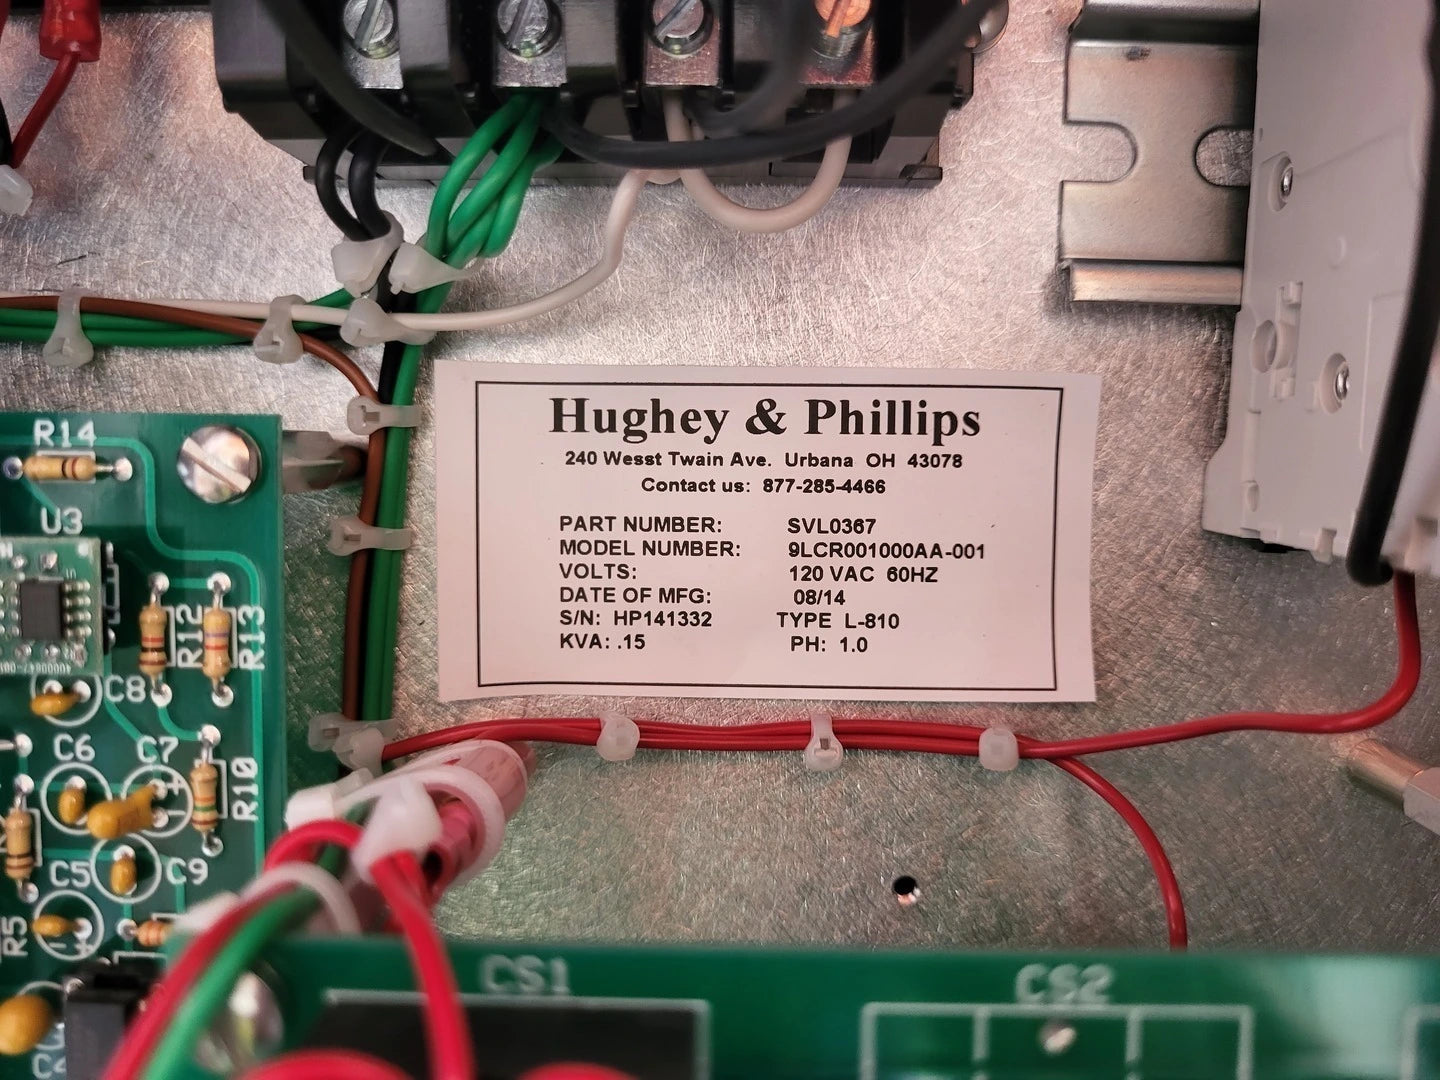 Hughey & Phillips
240 Wesst Twain Ave. Urbana OH 43078
Contact us: 877-285-4466
PART NUMBER: SVL0367
MODEL NUMBER: 9LCR001000AA-001
VOLTS: 120 VAC 60HZ
DATE OF MFG: 08/14
S/N: HP141332 TYPE L-810
KVA: .15 PH: 1.0
R14
U3
R12
R13
C8
C6
C7
R10
C5
C9
R5
CS1
CS2